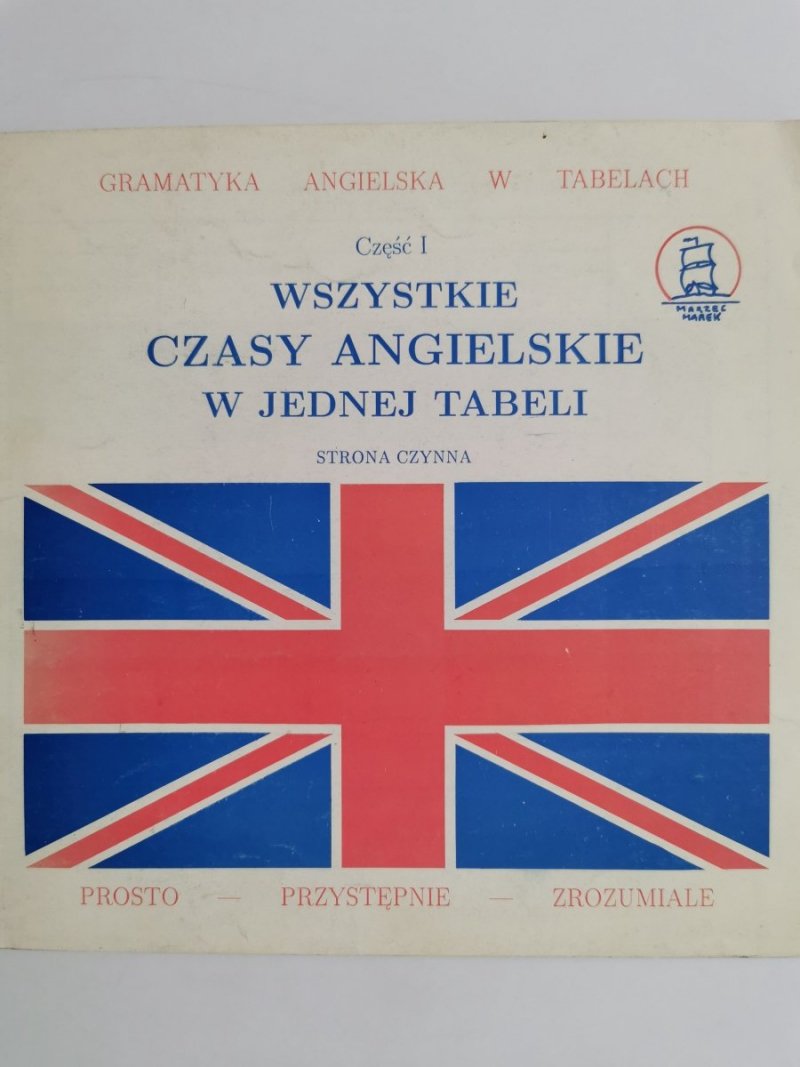 GRAMATYKA ANGIELSKA W TABELACH
Część I
WSZYSTKIE
CZASY ANGIELSKIE
W JEDNEJ TABELI
MARZEC
MAREK
STRONA CZYNNA
PROSTO — PRZYSTĘPNIE — ZROZUMIALE